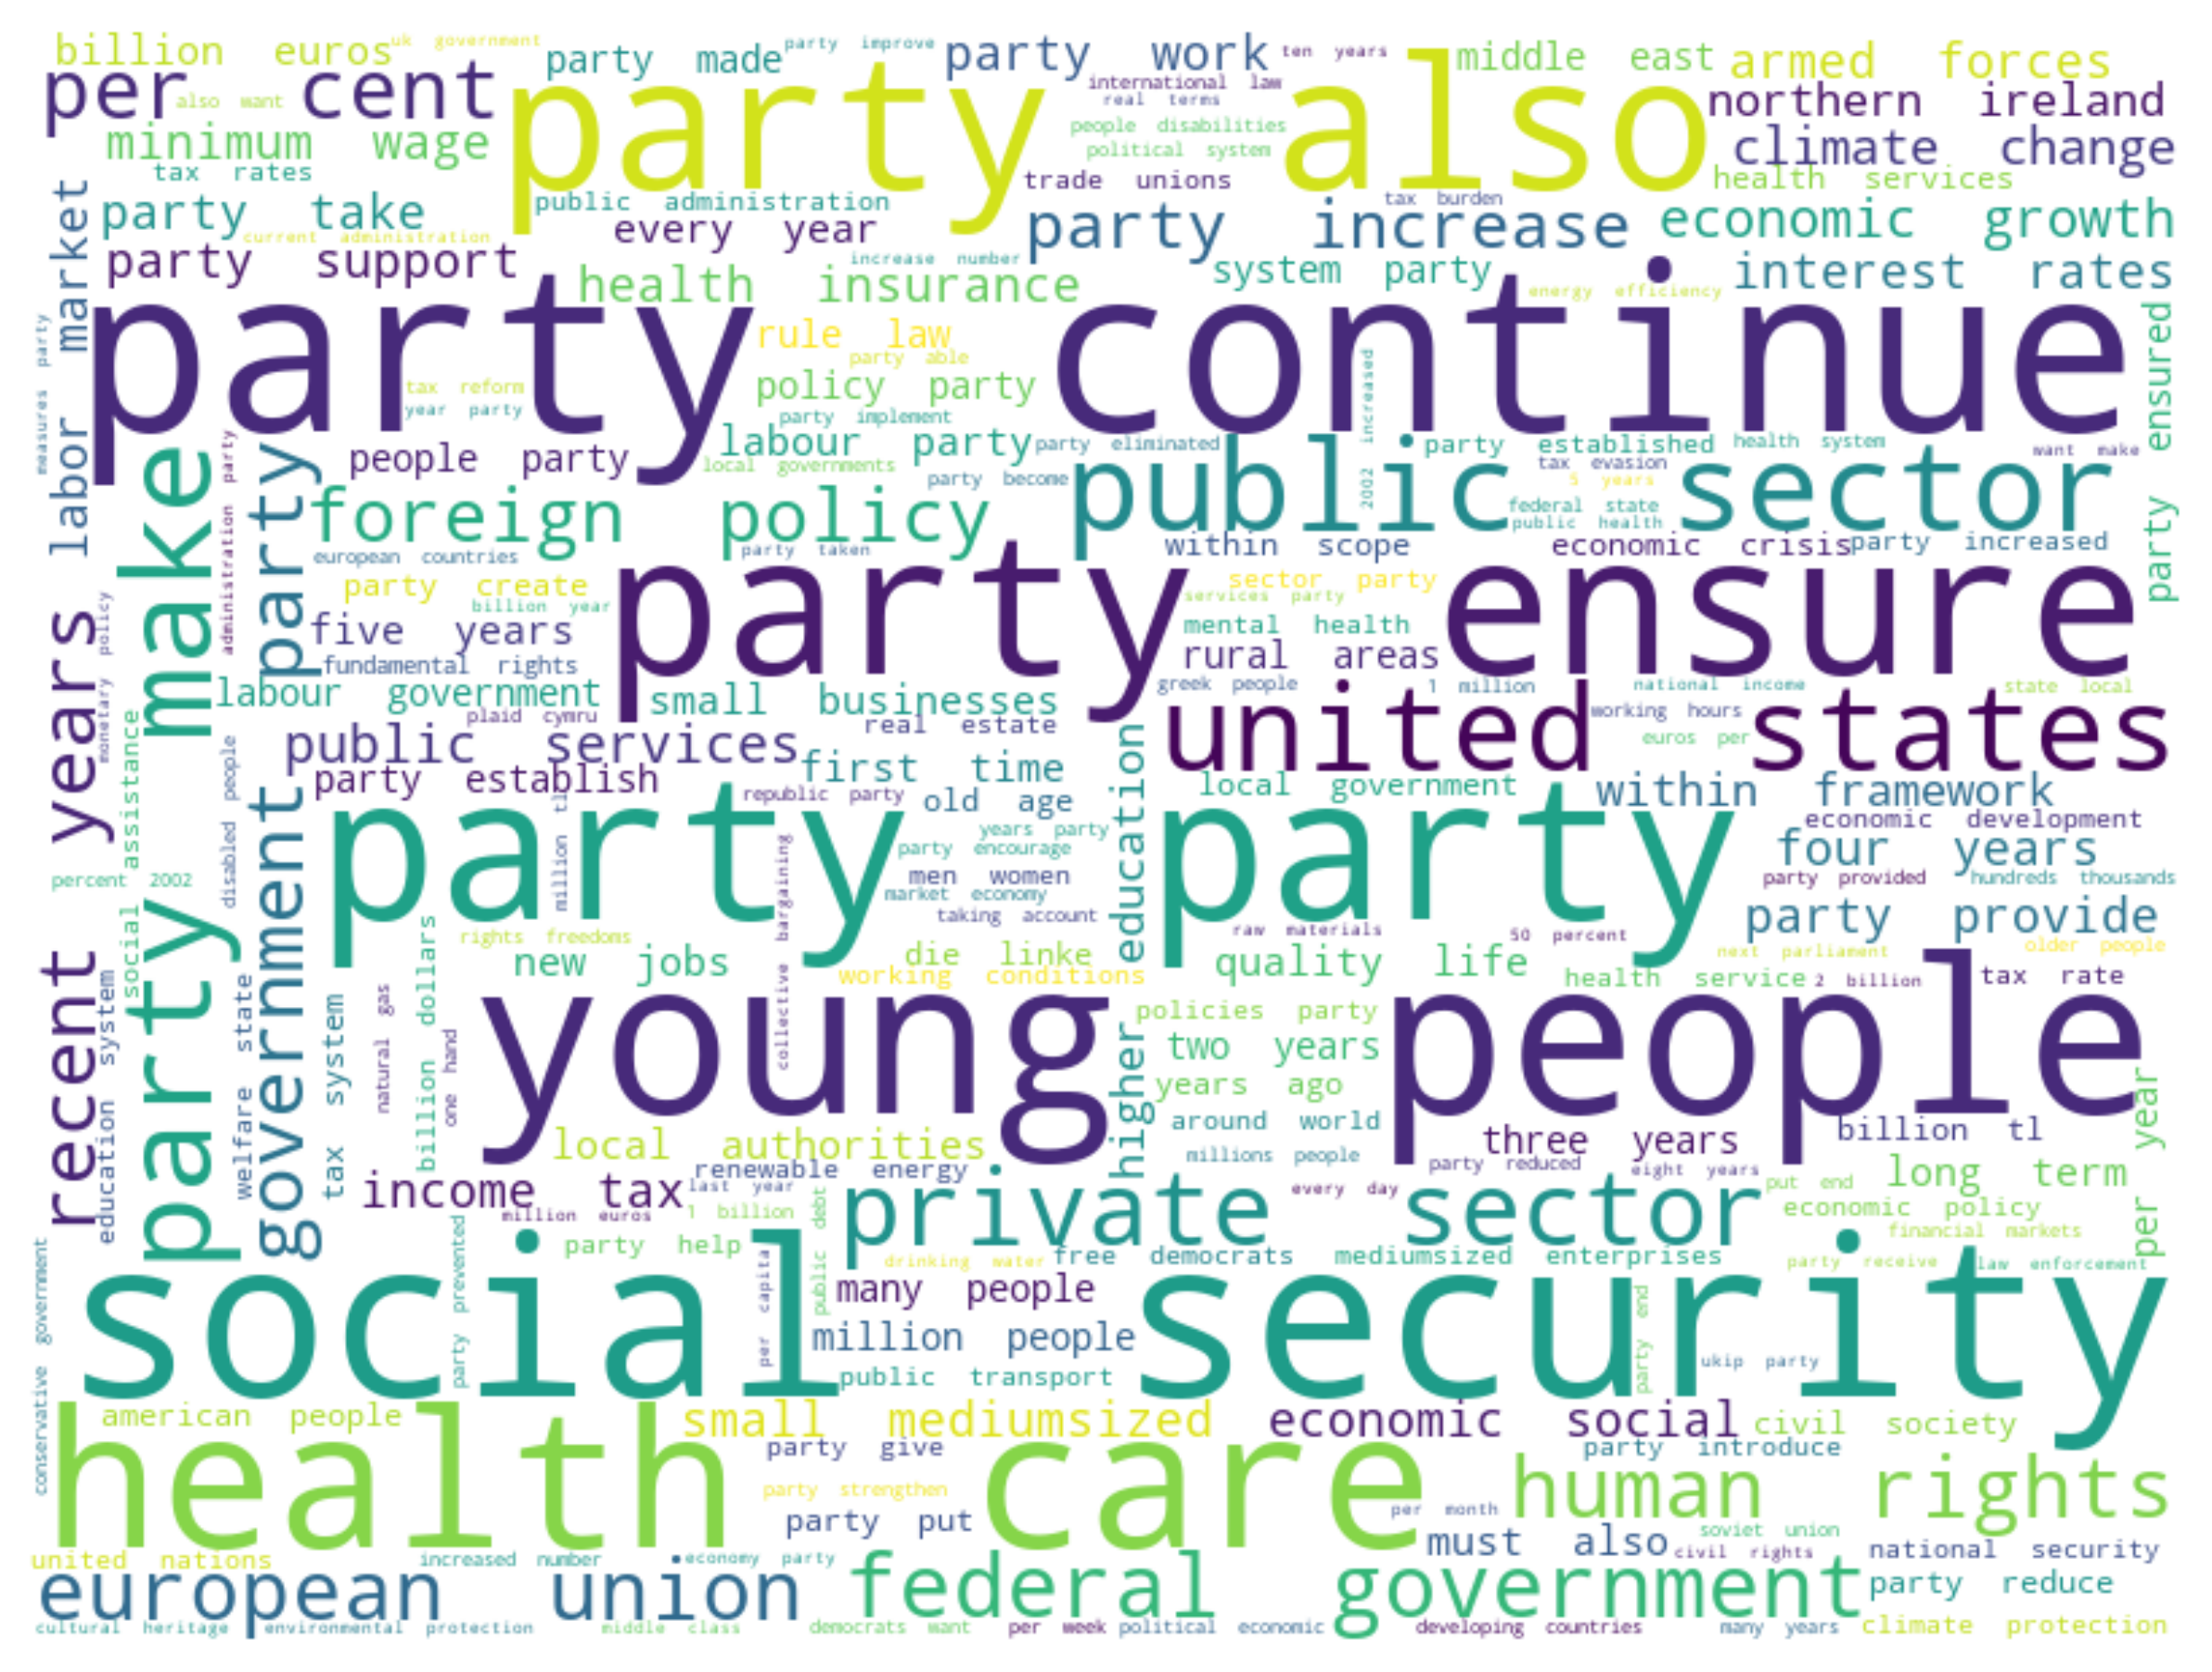 billion euros
uk government
party made
party improve
party work
ten years
middle east
armed forces
per cent
also want
party also
international law
real terms
northern ireland
minimum wage
people disabilities
political system
climate change
tax rates
trade unions
health services
party take
public administration
tax burden
party increase
economic growth
every year
current administration
party support
increase number
health insurance
system party
interest rates
energy efficiency
labor market
party continue
rule law
party able
tax reform
policy party
year party
party implement
measures party
2002 increased
party ensured
people party
labour party
party eliminated
public sector
party established
health system
want make
local governments
tax evasion
party become
5 years
foreign policy
federal state
public health
administration party
party make
party government
european countries
party taken
within scope
economic crisis
party increased
party create
party ensure
sector party
billion year
services party
five years
mental health
fundamental rights
rural areas
monetary policy
recent years
labour government
small businesses
greek people
1 million
national income
state local
plaid cymru
real estate
united states
working hours
public services
euros per
social assistance
disabled people
party establish
first time
local government
within framework
republic party
old age
million tl
party party
years party
economic development
party encourage
four years
percent 2002
men women
party provided
hundreds thousands
market economy
collective bargaining
taking account
party provide
higher education
rights freedoms
raw materials
50 percent
new jobs
die linke
quality life
next parliament
older people
working conditions
health service
2 billion
tax rate
education system
welfare state
tax system
natural gas
billion dollars
one hand
young people
policies party
two years
years ago
around world
billion tl
per year
local authorities
three years
millions people
renewable energy
party reduced
eight years
put end
long term
income tax
last year
every day
private sector
million euros
1 billion
public debt
economic policy
financial markets
party help
party prevented
per capita
drinking water
free democrats
mediumsized enterprises
party receive
law enforcement
conservative government
social security
many people
million people
party end
ukip party
public transport
american people
small mediumsized
economic social
civil society
health care
party give
party introduce
party strengthen
human rights
per month
party put
must also
soviet union
united nations
increased number
economy party
civil rights
national security
european union
federal government
party reduce
cultural heritage
environmental protection
middle class
democrats want
per week
political economic
developing countries
many years
climate protection